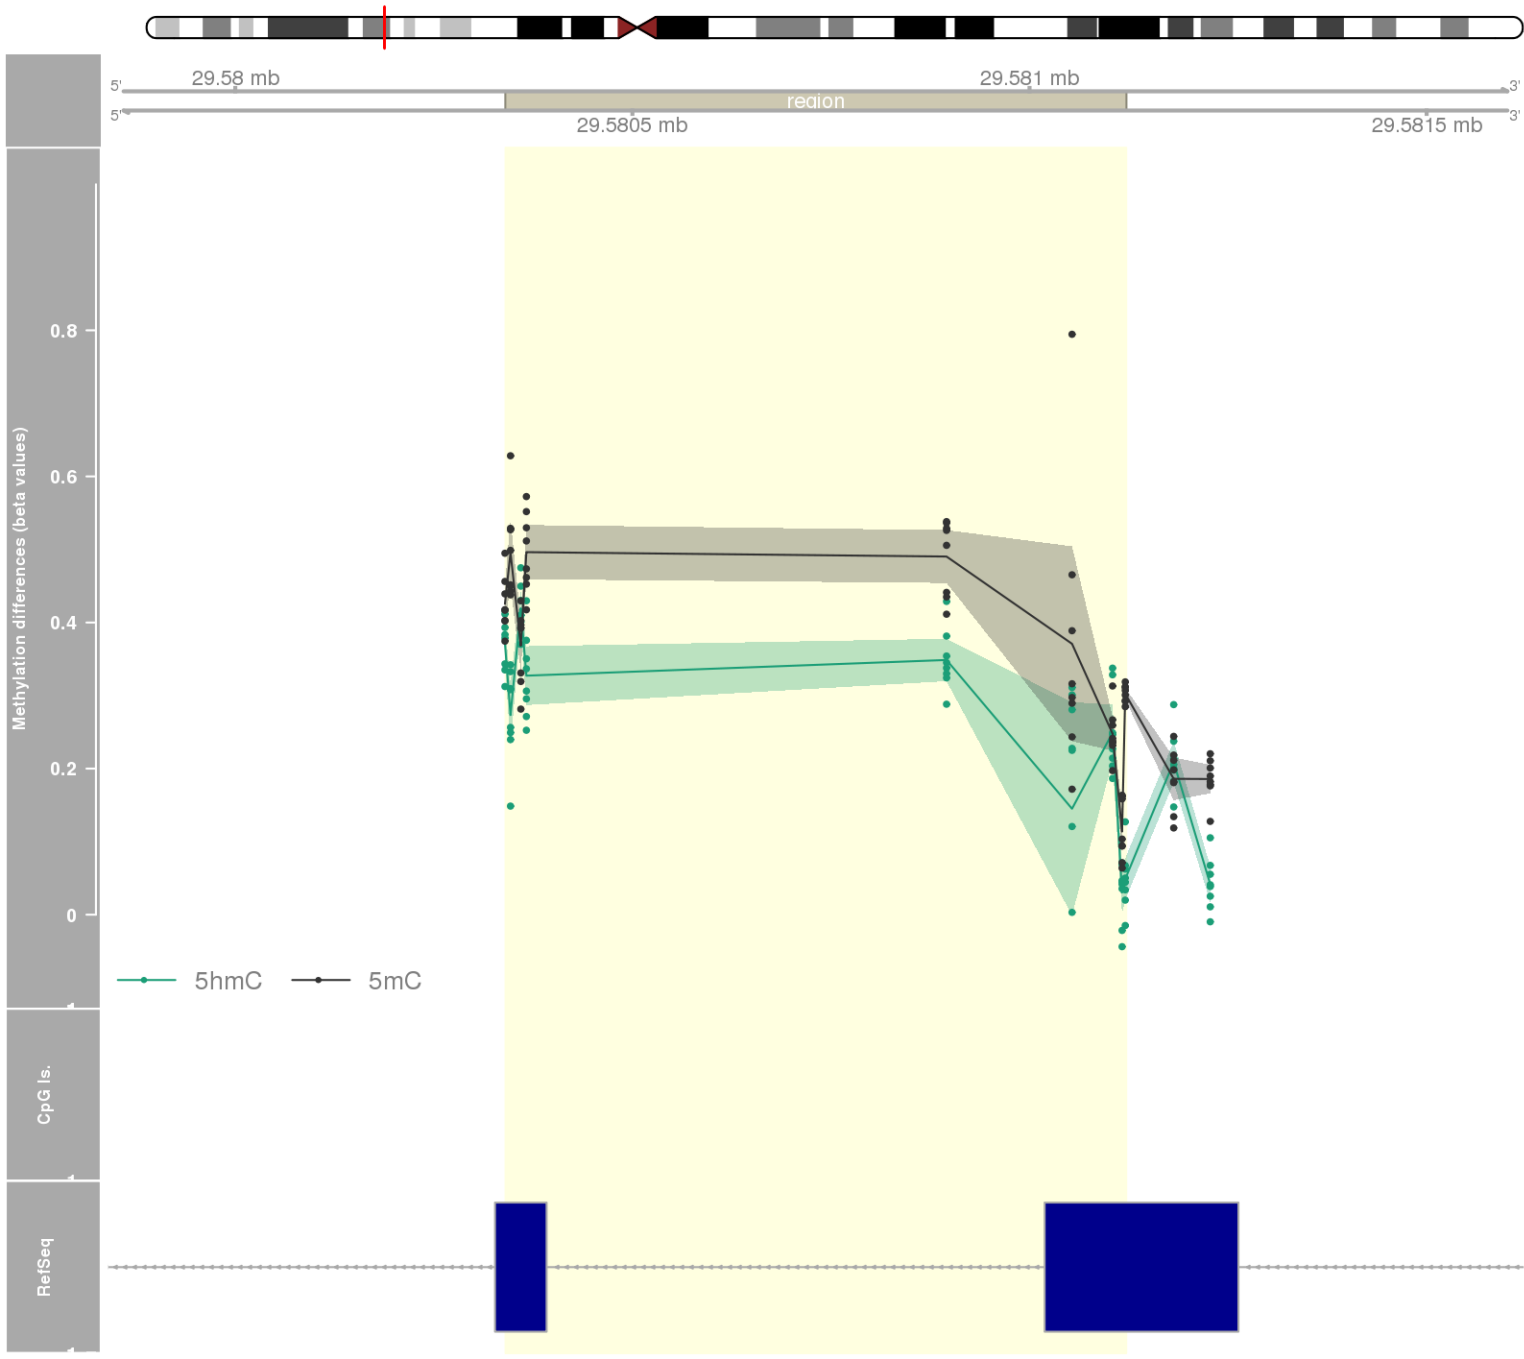 29.58 mb
29.581 mb
5'
3'
region
5'
3'
29.5805 mb
29.5815 mb
Methylation differences (beta values)
0.8
0.6
0.4
0.2
0
5hmC
5mC
CpG Is.
RefSeq